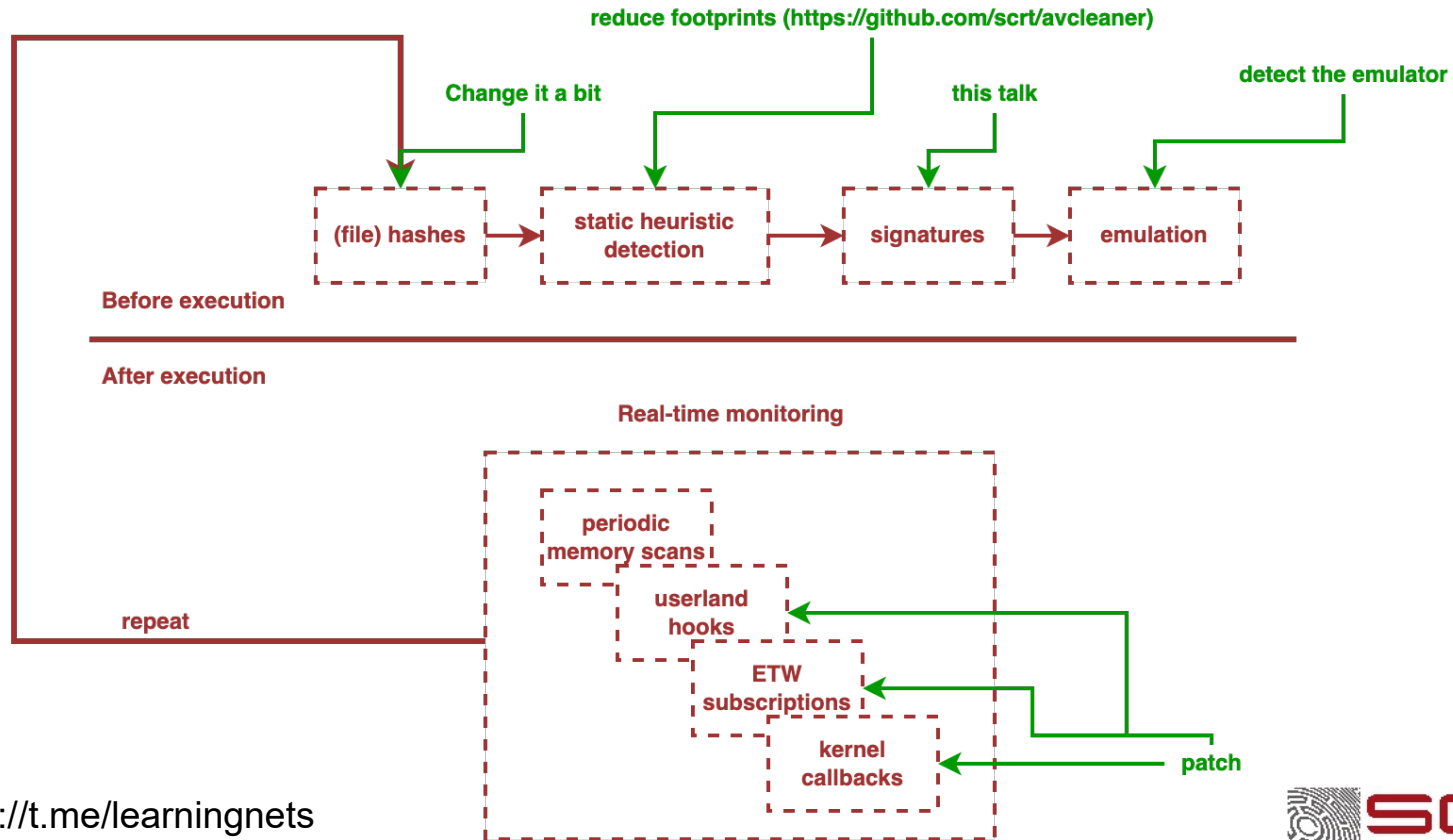 reduce footprints (https://github.com/scrt/avcleaner)
detect the emulator
Change it a bit
this talk
(file) hashes
static heuristic
detection
signatures
emulation
Before execution
After execution
Real-time monitoring
periodic
memory scans
userland
hooks
repeat
ETW
subscriptions
kernel
callbacks
patch
://t.me/learningnets